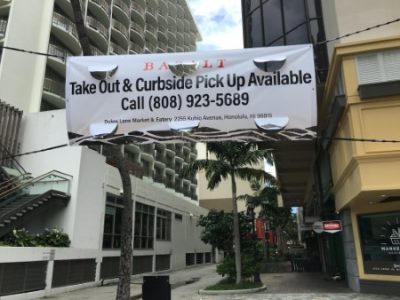 BASALT
Take Out & Curbside Pick Up Available
Call (808) 923-5689
Dukes Lane Market & Eatery 2255 Kuhio Avenue, Honolulu, HI 96815